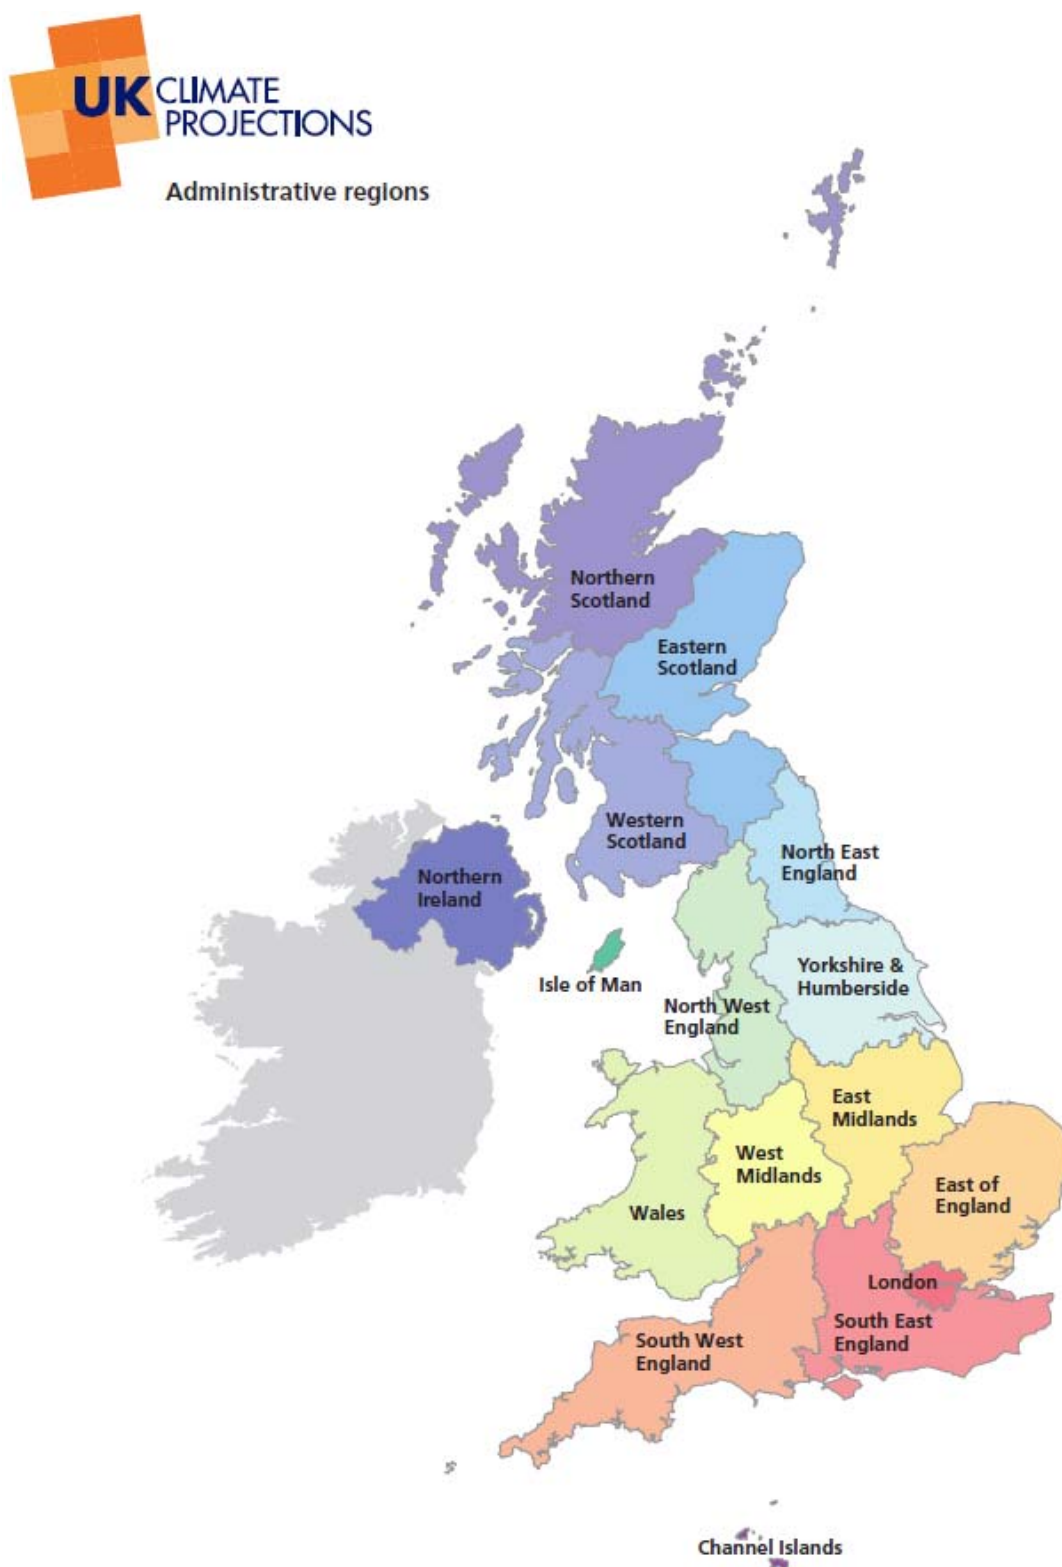 UK CLIMATE
PROJECTIONS
Administrative regions
Northern
Scotland
Eastern
Scotland
Western
Scotland
North East
England
Northern
Ireland
Isle of Man
Yorkshire &
Humberside
North West
England
East
Midlands
West
Midlands
East of
England
Wales
London
South East
England
South West
England
Channel Islands